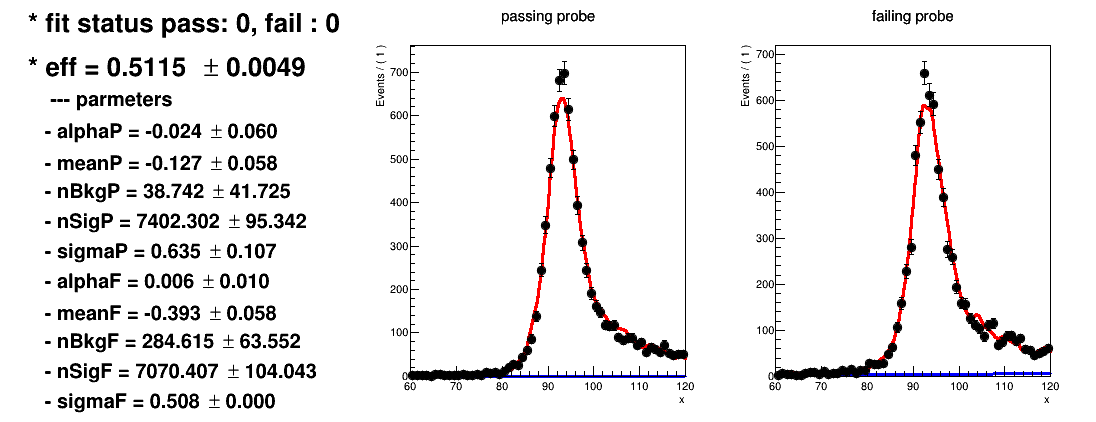 * fit status pass: 0, fail : 0
* eff = 0.5115 ± 0.0049
--- parmeters
- alphaP = -0.024 ± 0.060
- meanP = -0.127 ± 0.058
- nBkgP = 38.742 ± 41.725
- nSigP = 7402.302 ± 95.342
- sigmaP = 0.635 ± 0.107
- alphaF = 0.006 ± 0.010
- meanF = -0.393 ± 0.058
- nBkgF = 284.615 ± 63.552
- nSigF = 7070.407 ± 104.043
- sigmaF = 0.508 ± 0.000
passing probe
Events / ( 1 )
700
600
500
400
300
200
100
0
60 70 80 90 100 110 120
x
failing probe
Events / ( 1 )
700
600
500
400
300
200
100
0
60 70 80 90 100 110 120
x